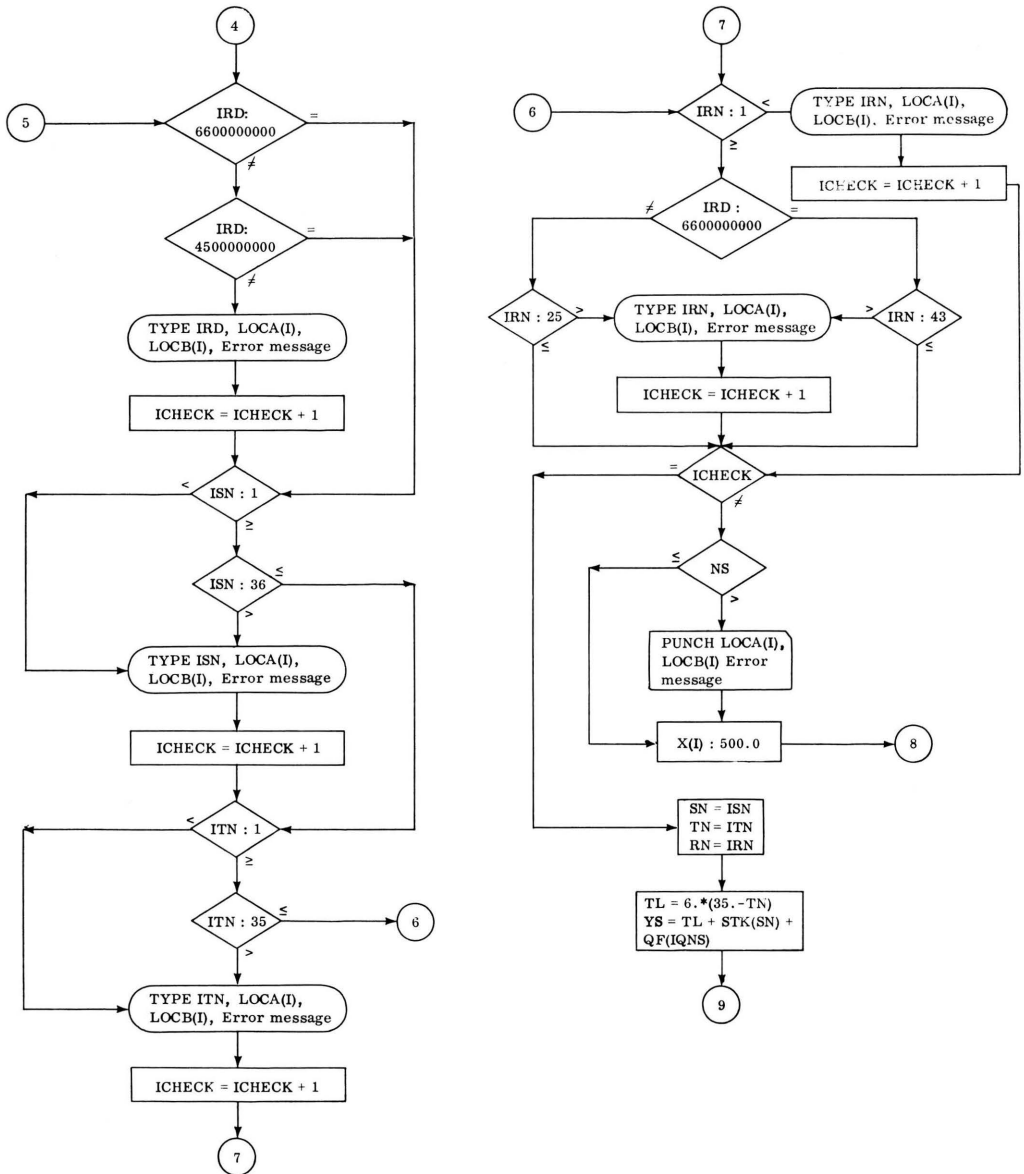 4
5
IRD:
6600000000
=
≠
IRD:
4500000000
=
≠
TYPE IRD, LOCA(I),
LOCB(I), Error message
ICHECK = ICHECK + 1
<
ISN : 1
≥
ISN : 36
≤
>
TYPE ISN, LOCA(I),
LOCB(I), Error message
ICHECK = ICHECK + 1
<
ITN : 1
≥
ITN : 35
≤
6
>
TYPE ITN, LOCA(I),
LOCB(I), Error message
ICHECK = ICHECK + 1
7
7
6
IRN : 1
<
≥
TYPE IRN, LOCA(I),
LOCB(I), Error message
ICHECK = ICHECK + 1
≠
IRD :
6600000000
=
IRN : 25
>
≤
TYPE IRN, LOCA(I),
LOCB(I), Error message
>
IRN : 43
≤
ICHECK = ICHECK + 1
=
ICHECK
≠
≤
NS
>
PUNCH LOCA(I),
LOCB(I) Error
message
X(I) : 500.0
8
SN = ISN
TN = ITN
RN = IRN
TL = 6.*(35.-TN)
YS = TL + STK(SN) +
QF(IQNS)
9